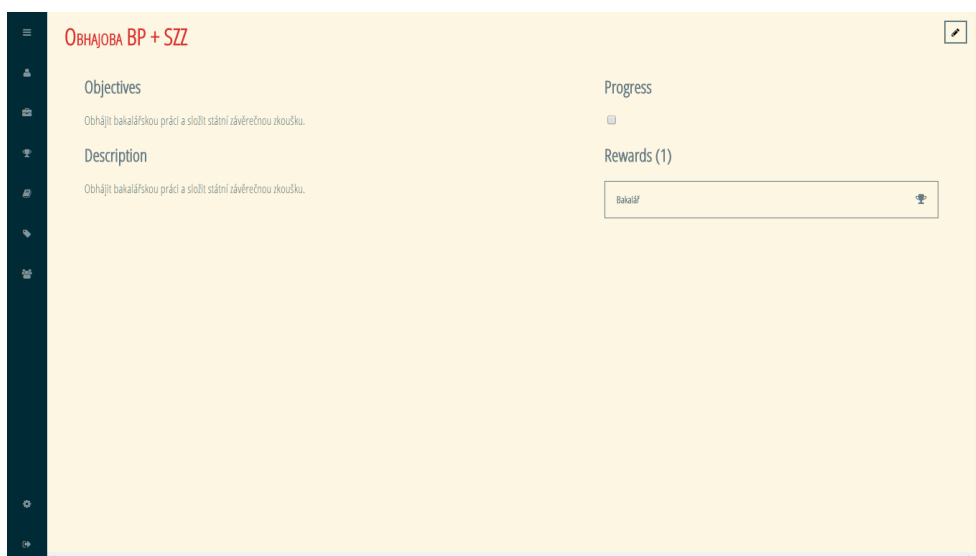 Obhajoba BP + SZZ
Objectives
Obhájit bakalářskou práci a složit státní závěrečnou zkoušku.
Description
Obhájit bakalářskou práci a složit státní závěrečnou zkoušku.
Progress
Rewards (1)
Bakalář